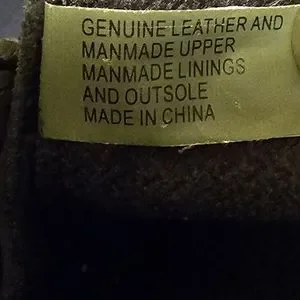 GENUINE LEATHER AND
MANMADE UPPER
MANMADE LININGS
AND OUTSOLE
MADE IN CHINA